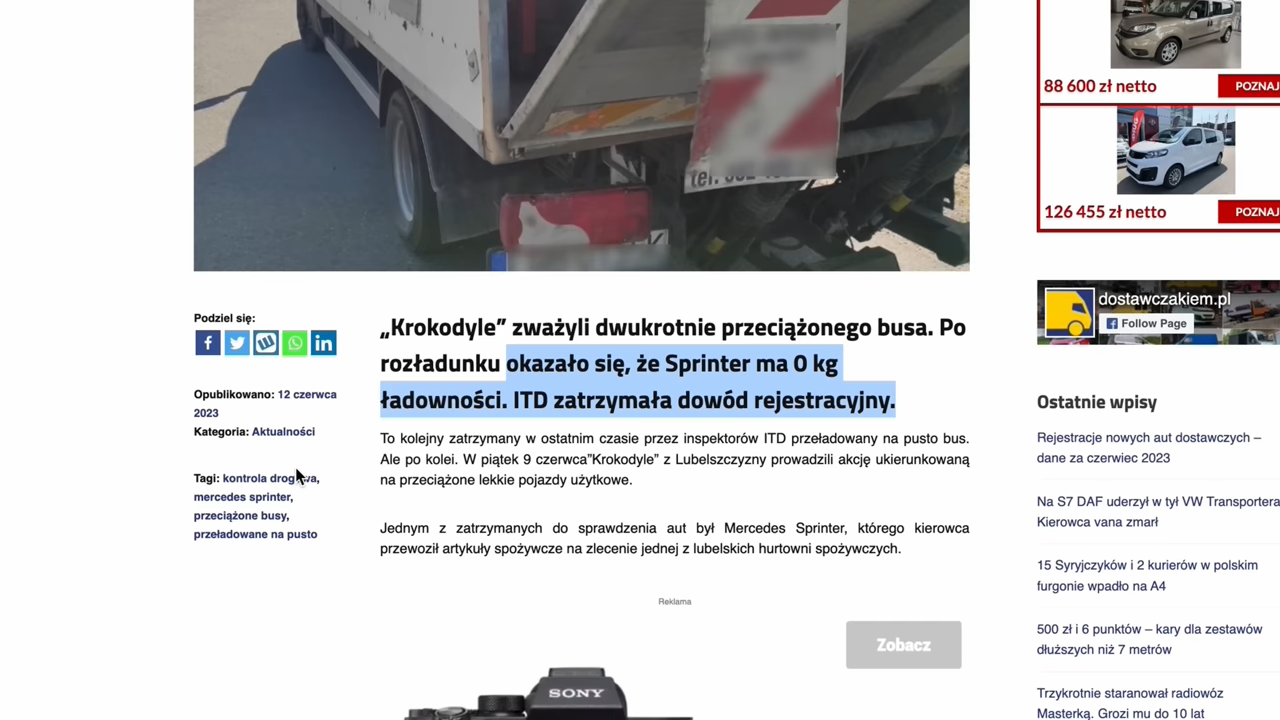 tel.
88 600 zł netto
POZNAJ
126 455 zł netto
POZNAJ
dostawczakiem.pl
Follow Page
Podziel się:
Opublikowano: 12 czerwca
2023
Kategoria: Aktualności
Tagi: kontrola drogowa,
mercedes sprinter,
przeciążone busy,
przeładowane na pusto
„Krokodyle” zważyli dwukrotnie przeciążonego busa. Po
rozładunku okazało się, że Sprinter ma 0 kg
ładowności. ITD zatrzymała dowód rejestracyjny.
To kolejny zatrzymany w ostatnim czasie przez inspektorów ITD przeładowany na pusto bus.
Ale po kolei. W piątek 9 czerwca”Krokodyle” z Lubelszczyzny prowadzili akcję ukierunkowaną
na przeciążone lekkie pojazdy użytkowe.
Jednym z zatrzymanych do sprawdzenia aut był Mercedes Sprinter, którego kierowca
przewoził artykuły spożywcze na zlecenie jednej z lubelskich hurtowni spożywczych.
Reklama
Zobacz
SONY
Ostatnie wpisy
Rejestracje nowych aut dostawczych –
dane za czerwiec 2023
Na S7 DAF uderzył w tył VW Transportera
Kierowca vana zmarł
15 Syryjczyków i 2 kurierów w polskim
furgonie wpadło na A4
500 zł i 6 punktów – kary dla zestawów
dłuższych niż 7 metrów
Trzykrotnie staranował radiowóz
Masterką. Grozi mu do 10 lat